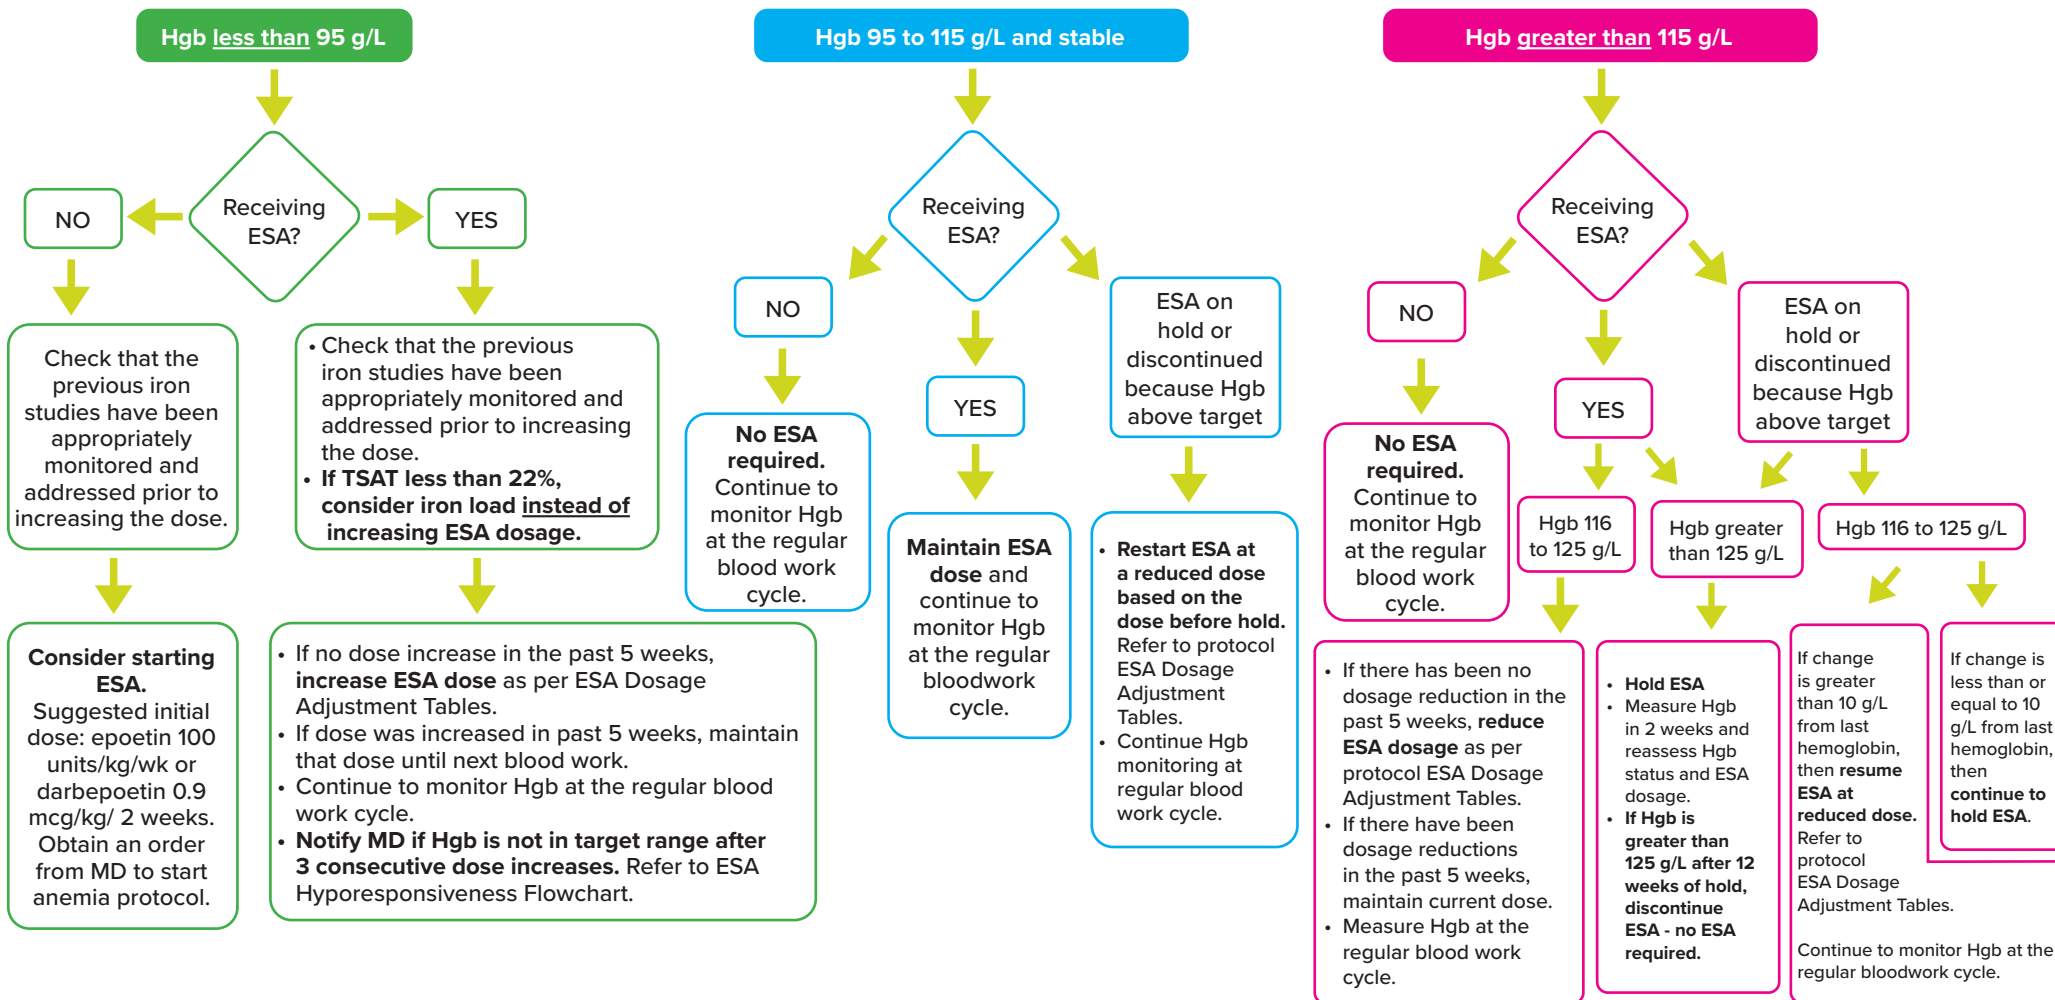 Hgb less than 95 g/L
Receiving
ESA?
NO
YES
Check that the
previous iron
studies have been
appropriately
monitored and
addressed prior to
increasing the dose.
• Check that the previous
iron studies have been
appropriately monitored and
addressed prior to increasing
the dose.
• If TSAT less than 22%,
consider iron load instead of
increasing ESA dosage.
Consider starting
ESA.
Suggested initial
dose: epoetin 100
units/kg/wk or
darbepoetin 0.9
mcg/kg/ 2 weeks.
Obtain an order
from MD to start
anemia protocol.
• If no dose increase in the past 5 weeks,
increase ESA dose as per ESA Dosage
Adjustment Tables.
• If dose was increased in past 5 weeks, maintain
that dose until next blood work.
• Continue to monitor Hgb at the regular blood
work cycle.
• Notify MD if Hgb is not in target range after
3 consecutive dose increases. Refer to ESA
Hyporesponsiveness Flowchart.
Hgb 95 to 115 g/L and stable
Receiving
ESA?
NO
YES
ESA on
hold or
discontinued
because Hgb
above target
No ESA
required.
Continue to
monitor Hgb
at the regular
blood work
cycle.
Maintain ESA
dose and
continue to
monitor Hgb
at the regular
bloodwork
cycle.
• Restart ESA at
a reduced dose
based on the
dose before hold.
Refer to protocol
ESA Dosage
Adjustment
Tables.
• Continue Hgb
monitoring at
regular blood
work cycle.
Hgb greater than 115 g/L
Receiving
ESA?
NO
YES
ESA on
hold or
discontinued
because Hgb
above target
No ESA
required.
Continue to
monitor Hgb
at the regular
blood work
cycle.
Hgb 116
to 125 g/L
Hgb greater
than 125 g/L
Hgb 116 to 125 g/L
• If there has been no
dosage reduction in the
past 5 weeks, reduce
ESA dosage as per
protocol ESA Dosage
Adjustment Tables.
• If there have been
dosage reductions
in the past 5 weeks,
maintain current dose.
• Measure Hgb at the
regular blood work
cycle.
• Hold ESA
• Measure Hgb
in 2 weeks and
reassess Hgb
status and ESA
dosage.
• If Hgb is
greater than
125 g/L after 12
weeks of hold,
discontinue
ESA - no ESA
required.
If change
is greater
than 10 g/L
from last
hemoglobin,
then resume
ESA at
reduced dose.
Refer to
protocol
ESA Dosage
Adjustment Tables.
If change is
less than or
equal to 10
g/L from last
hemoglobin,
then
continue to
hold ESA.
Continue to monitor Hgb at the
regular bloodwork cycle.